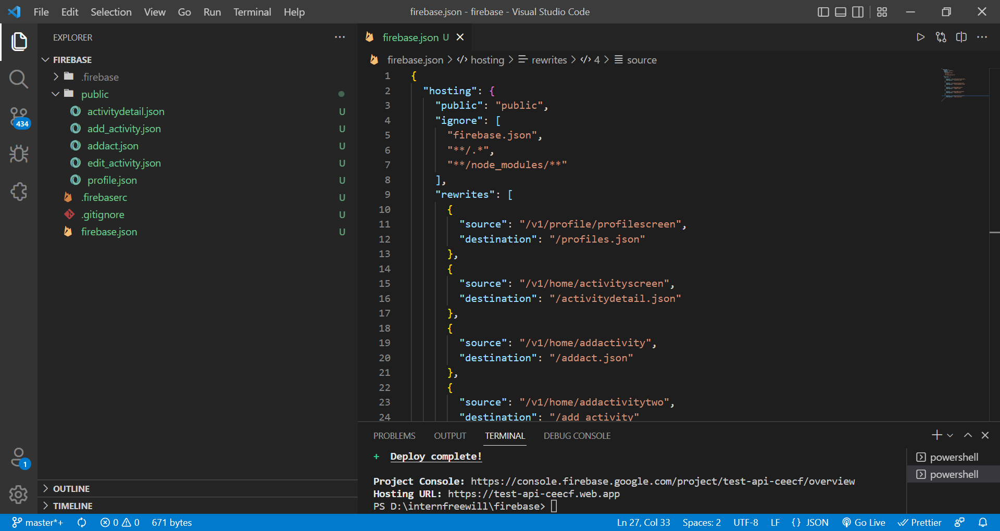 File Edit Selection View Go Run Terminal Help
firebase.json - firebase - Visual Studio Code
EXPLORER
FIREBASE
.firebase
public
activitydetail.json U
add_activity.json U
addact.json U
edit_activity.json U
profile.json U
.firebaserc U
.gitignore U
firebase.json U
OUTLINE
TIMELINE
434
1
firebase.json U
firebase.json > hosting > rewrites > 4 > source
1 {
2 "hosting": {
3 "public": "public",
4 "ignore": [
5 "firebase.json",
6 "**/.*",
7 "**/node_modules/**"
8 ],
9 "rewrites": [
10 {
11 "source": "/v1/profile/profilescreen",
12 "destination": "/profiles.json"
13 },
14 {
15 "source": "/v1/home/activityscreen",
16 "destination": "/activitydetail.json"
17 },
18 {
19 "source": "/v1/home/addactivity",
20 "destination": "/addact.json"
21 },
22 {
23 "source": "/v1/home/addactivitytwo",
24 "destination": "/add_activity"
PROBLEMS OUTPUT TERMINAL DEBUG CONSOLE
+ Deploy complete!
Project Console: https://console.firebase.google.com/project/test-api-ceecf/overview
Hosting URL: https://test-api-ceecf.web.app
PS D:\internfreewill\firebase>
powershell
powershell
master*+ 0 0 671 bytes
Ln 27, Col 33 Spaces: 2 UTF-8 LF {} JSON Go Live Prettier